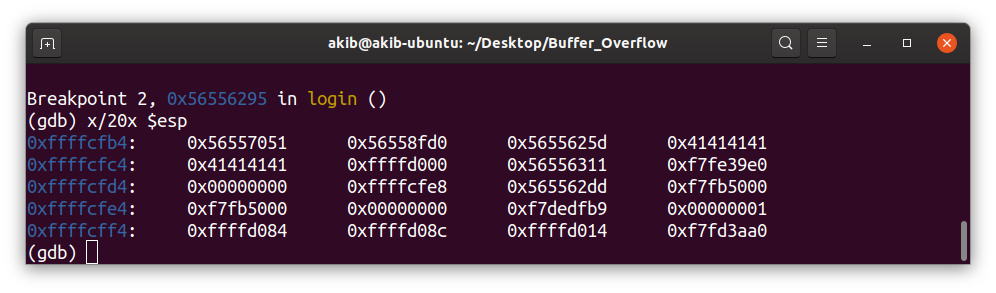 akib@akib-ubuntu: ~/Desktop/Buffer_Overflow
Breakpoint 2, 0x56556295 in login ()
(gdb) x/20x $esp
0xffffcfb4: 0x56557051 0x56558fd0 0x5655625d 0x41414141
0xffffcfc4: 0x41414141 0xffffd000 0x56556311 0xf7fe39e0
0xffffcfd4: 0x00000000 0xffffcfe8 0x565562dd 0xf7fb5000
0xffffcfe4: 0xf7fb5000 0x00000000 0xf7dedfb9 0x00000001
0xffffcff4: 0xffffd084 0xffffd08c 0xffffd014 0xf7fd3aa0
(gdb)